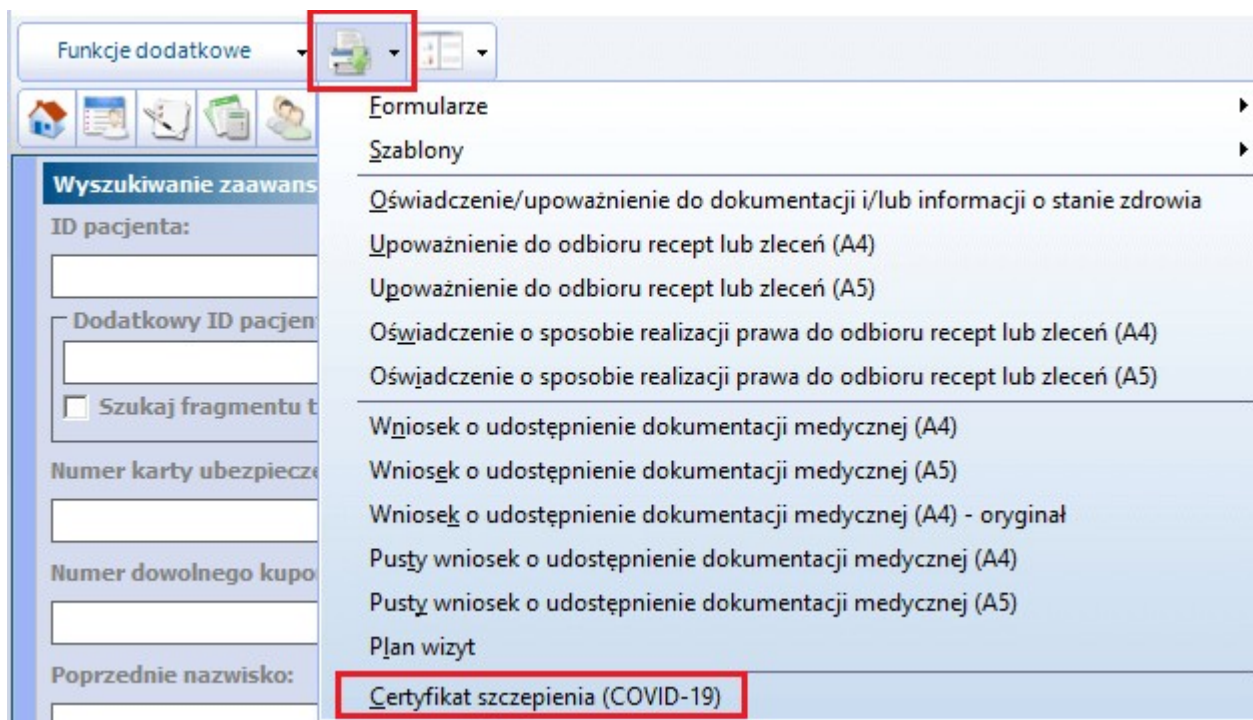 Funkcje dodatkowe
Formularze
Szablony
Oświadczenie/upoważnienie do dokumentacji i/lub informacji o stanie zdrowia
Upoważnienie do odbioru recept lub zleceń (A4)
Upoważnienie do odbioru recept lub zleceń (A5)
Oświadczenie o sposobie realizacji prawa do odbioru recept lub zleceń (A4)
Oświadczenie o sposobie realizacji prawa do odbioru recept lub zleceń (A5)
Wniosek o udostępnienie dokumentacji medycznej (A4)
Wniosek o udostępnienie dokumentacji medycznej (A5)
Wniosek o udostępnienie dokumentacji medycznej (A4) - oryginał
Pusty wniosek o udostępnienie dokumentacji medycznej (A4)
Pusty wniosek o udostępnienie dokumentacji medycznej (A5)
Plan wizyt
Certyfikat szczepienia (COVID-19)
Wyszukiwanie zaawans
ID pacjenta:
Dodatkowy ID pacjen
Szukaj fragmentu t
Numer karty ubezpiecze
Numer dowolnego kupo
Poprzednie nazwisko: